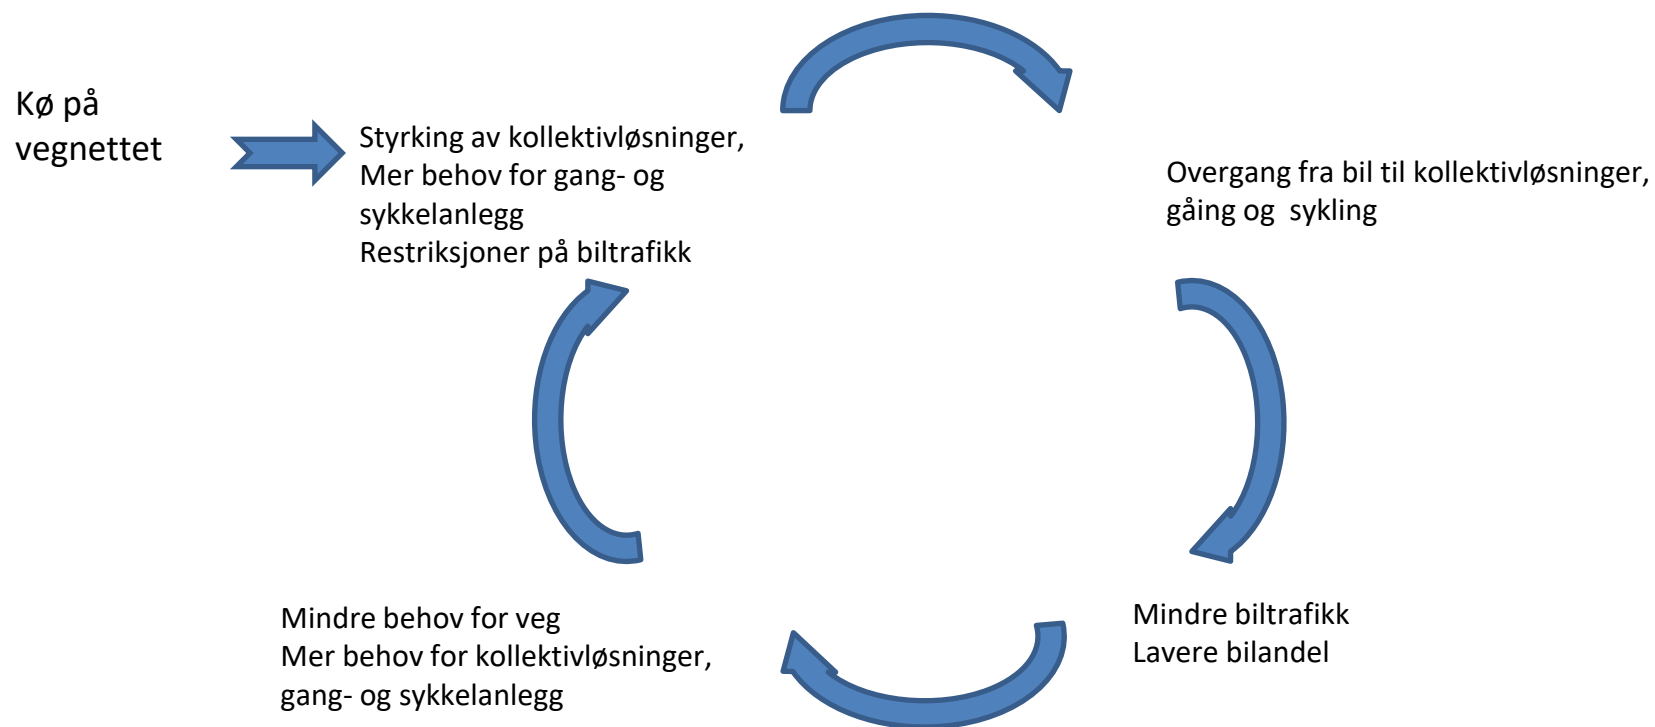 Kø på
vegnettet
Styrking av kollektivløsninger,
Mer behov for gang- og
sykkelanlegg
Restriksjoner på biltrafikk
Overgang fra bil til kollektivløsninger,
gåing og  sykling
Mindre biltrafikk
Lavere bilandel
Mindre behov for veg
Mer behov for kollektivløsninger,
gang- og sykkelanlegg